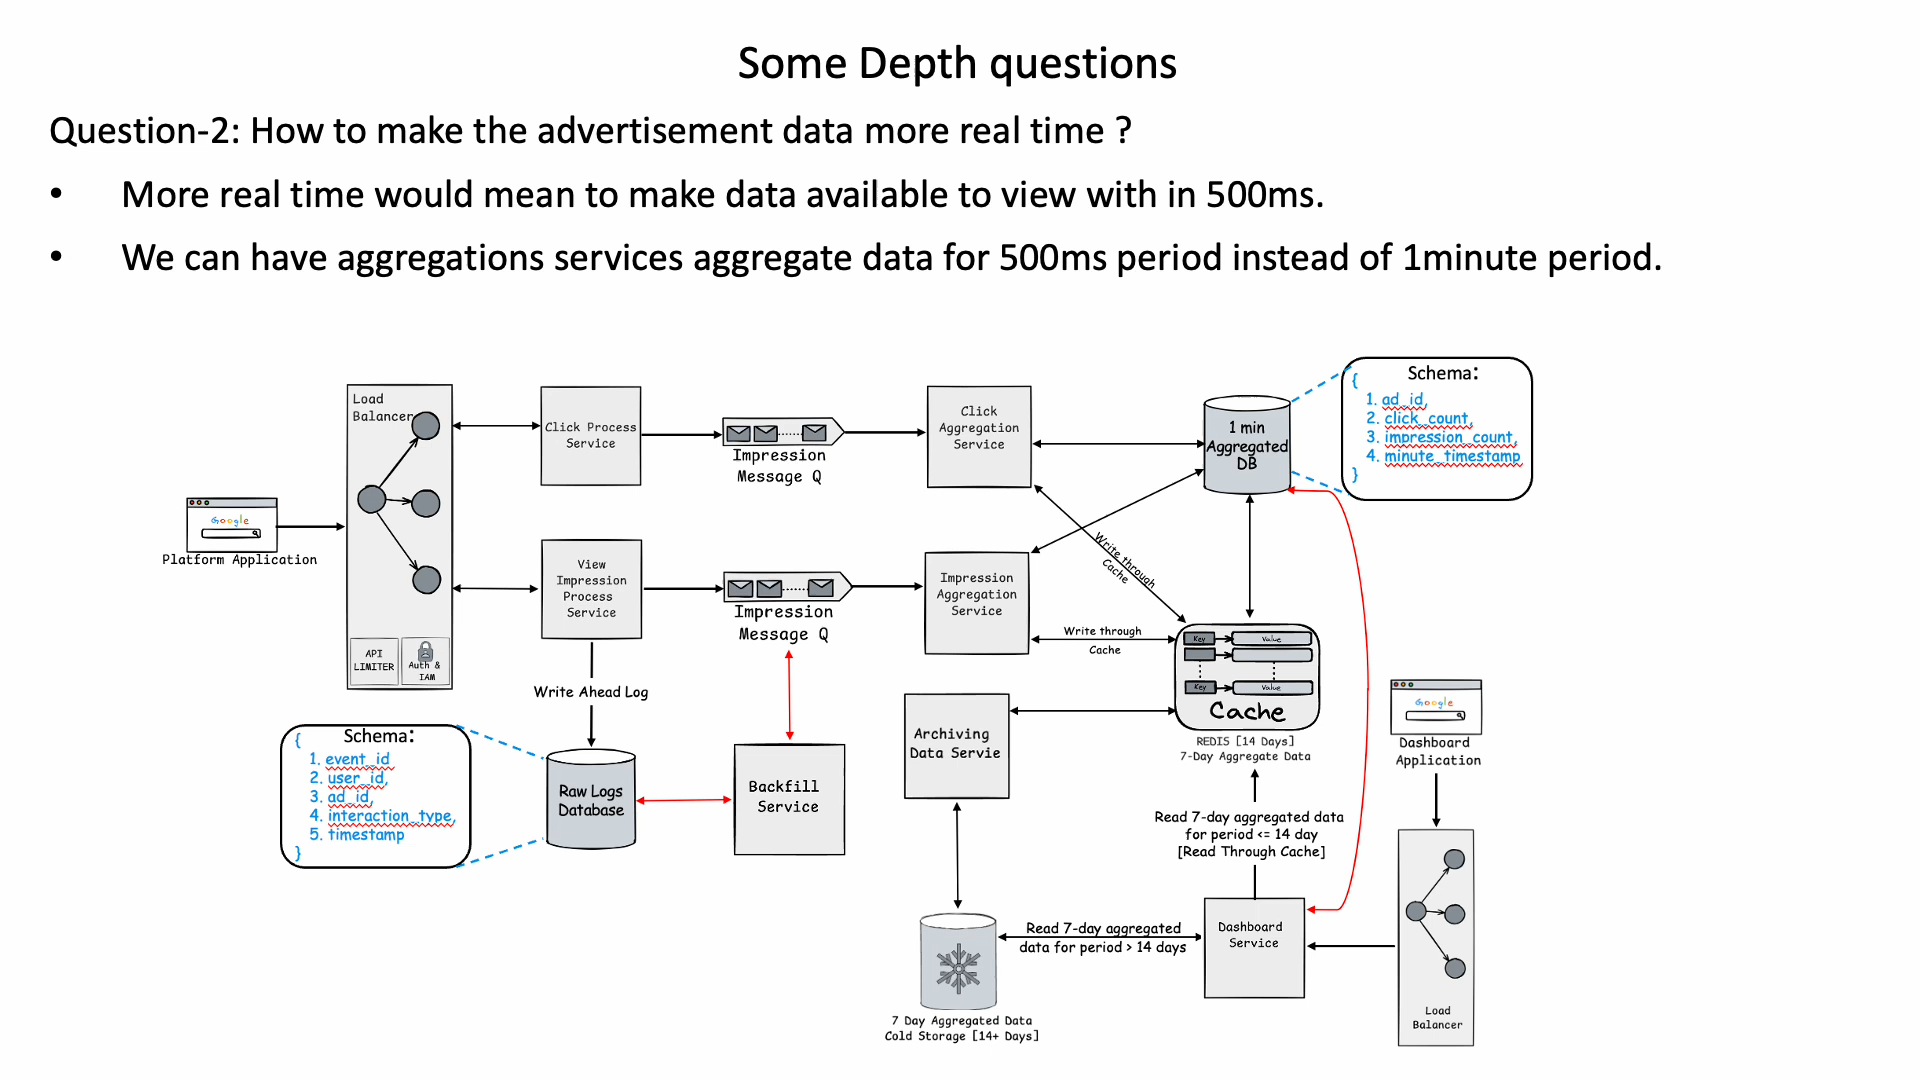 Some Depth questions
Question-2: How to make the advertisement data more real time ?
• More real time would mean to make data available to view with in 500ms.
• We can have aggregations services aggregate data for 500ms period instead of 1minute period.
Load
Balancer
Click Process
Service
Impression
Message Q
Click
Aggregation
Service
1 min
Aggregated
DB
Schema:
{
1. ad_id,
2. click_count,
3. impression_count,
4. minute_timestamp
}
Google
Platform Application
View
Impression
Process
Service
Impression
Message Q
Impression
Aggregation
Service
Write through
Cache
Write through
Cache
API
LIMITER
Auth &
IAM
Write Ahead Log
Key
Value
Key
Value
Cache
REDIS [14 Days]
7-Day Aggregate Data
Google
Dashboard
Application
Schema:
{
1. event_id
2. user_id,
3. ad_id,
4. interaction_type,
5. timestamp
}
Raw Logs
Database
Backfill
Service
Archiving
Data Servie
Read 7-day aggregated data
for period <= 14 day
[Read Through Cache]
Read 7-day aggregated
data for period > 14 days
Dashboard
Service
Load
Balancer
7 Day Aggregated Data
Cold Storage [14+ Days]